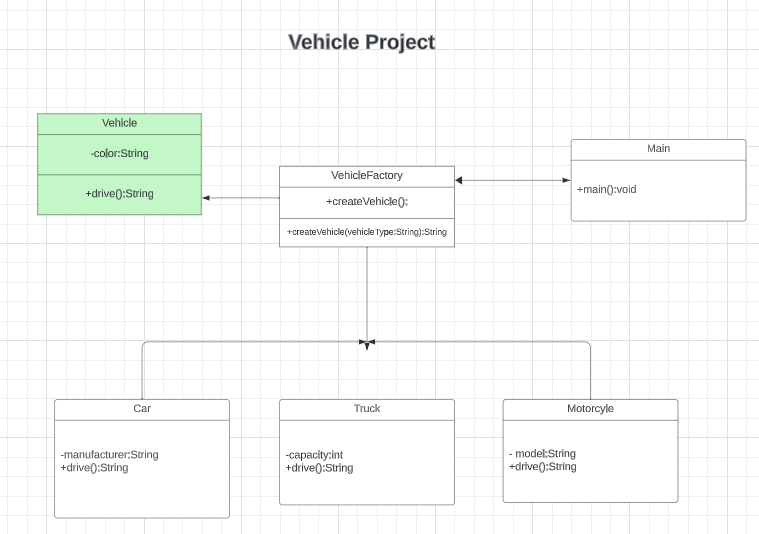 Vehicle Project
Vehicle
-color:String
+drive():String
VehicleFactory
+createVehicle():
+createVehicle(vehicleType:String):String
Main
+main():void
Car
-manufacturer:String
+drive():String
Truck
-capacity:int
+drive():String
Motorcyle
- model:String
+drive():String